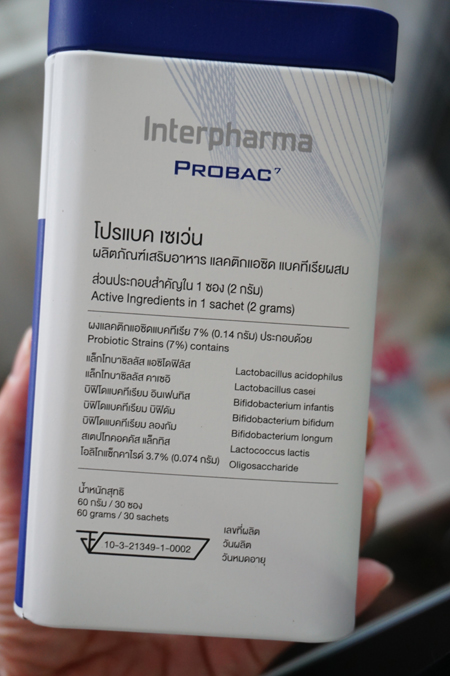 Interpharma
PROBAC⁷
โปรแบค เซเว่น
ผลิตภัณฑ์เสริมอาหาร แลคติกแอซิด แบคทีเรียผสม
ส่วนประกอบสำคัญใน 1 ซอง (2 กรัม)
Active Ingredients in 1 sachet (2 grams)
ผงแลคติกแอซิดแบคทีเรีย 7% (0.14 กรัม) ประกอบด้วย
Probiotic Strains (7%) contains
แล็กโทบาซิลลัส แอซิโดฟิลัส Lactobacillus acidophilus
แล็กโทบาซิลลัส คาเซอิ Lactobacillus casei
บิฟิโดแบคทีเรียม อินแฟนทิส Bifidobacterium infantis
บิฟิโดแบคทีเรียม บิฟิดัม Bifidobacterium bifidum
บิฟิโดแบคทีเรียม ลองกัม Bifidobacterium longum
สเตปโทคอคคัส แล็กทิส Lactococcus lactis
โอลิโกแซ็กคาไรด์ 3.7% (0.074 กรัม) Oligosaccharide
น้ำหนักสุทธิ
60 กรัม / 30 ซอง
60 grams / 30 sachets
10-3-21349-1-0002
เลขที่ผลิต
วันผลิต
วันหมดอายุ